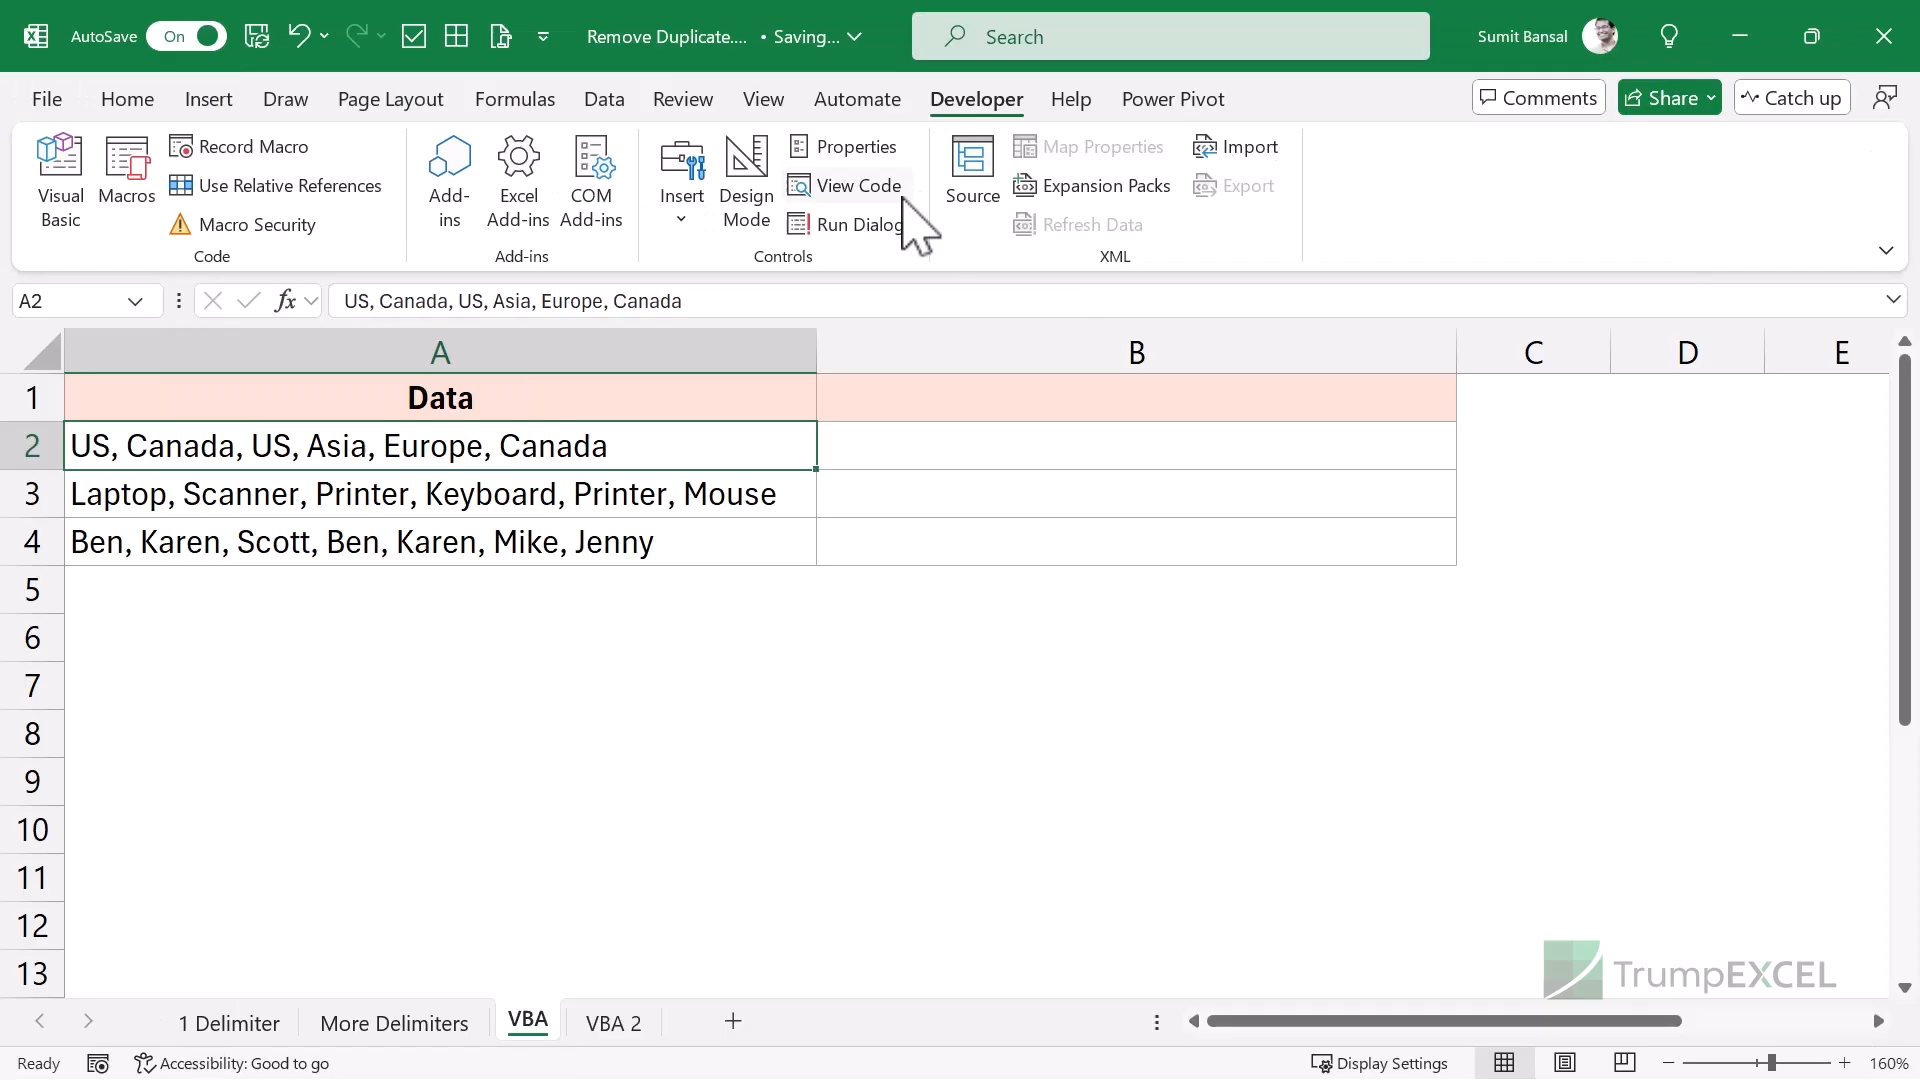 AutoSave On Remove Duplicate.... • Saving... Search Sumit Bansal
File Home Insert Draw Page Layout Formulas Data Review View Automate Developer Help Power Pivot Comments Share Catch up
Visual Basic
Macros
Record Macro
Use Relative References
Macro Security
Code
Add-ins
Excel Add-ins
COM Add-ins
Add-ins
Insert
Design Mode
Properties
View Code
Run Dialog
Controls
Source
Map Properties
Expansion Packs
Refresh Data
Import
Export
XML
A2 fx US, Canada, US, Asia, Europe, Canada
A B C D E
1 Data
2 US, Canada, US, Asia, Europe, Canada
3 Laptop, Scanner, Printer, Keyboard, Printer, Mouse
4 Ben, Karen, Scott, Ben, Karen, Mike, Jenny
5
6
7
8
9
10
11
12
13
TrumpEXCEL
1 Delimiter More Delimiters VBA VBA 2
Ready Accessibility: Good to go Display Settings 160%